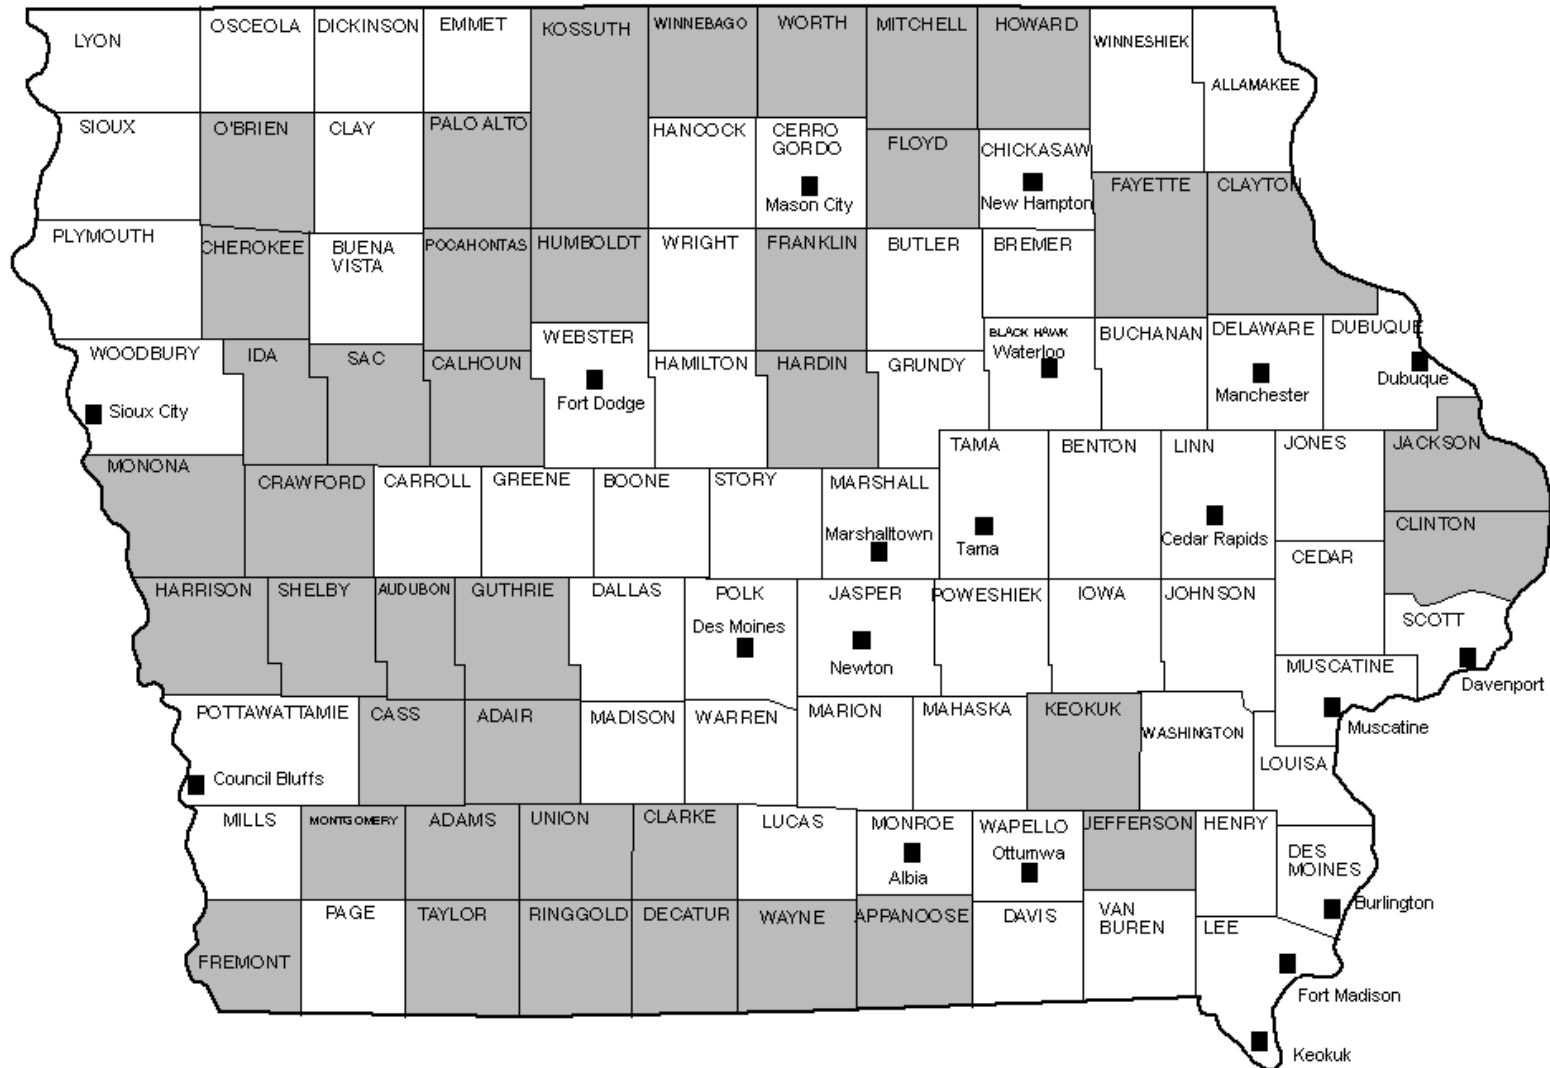 LYON
OSCEOLA
DICKINSON
EMMET
KOSSUTH
WINNEBAGO
WORTH
MITCHELL
HOWARD
WINNESHIEK
ALLAMAKEE
SIOUX
O'BRIEN
CLAY
PALO ALTO
HANCOCK
CERRO
GORDO
Mason City
FLOYD
CHICKASAW
New Hampton
FAYETTE
CLAYTON
PLYMOUTH
CHEROKEE
BUENA
VISTA
POCAHONTAS
HUMBOLDT
WRIGHT
FRANKLIN
BUTLER
BREMER
WOODBURY
Sioux City
IDA
SAC
CALHOUN
WEBSTER
Fort Dodge
HAMILTON
HARDIN
GRUNDY
BLACK HAWK
Waterloo
BUCHANAN
DELAWARE
Manchester
DUBUQUE
Dubuque
MONONA
CRAWFORD
CARROLL
GREENE
BOONE
STORY
MARSHALL
Marshalltown
TAMA
Tama
BENTON
LINN
Cedar Rapids
JONES
JACKSON
CLINTON
CEDAR
HARRISON
SHELBY
AUDUBON
GUTHRIE
DALLAS
POLK
Des Moines
JASPER
Newton
POWESHIEK
IOWA
JOHNSON
SCOTT
Davenport
MUSCATINE
Muscatine
POTTAWATTAMIE
Council Bluffs
CASS
ADAIR
MADISON
WARREN
MARION
MAHASKA
KEOKUK
WASHINGTON
LOUISA
MILLS
MONTGOMERY
ADAMS
UNION
CLARKE
LUCAS
MONROE
Albia
WAPELLO
Ottumwa
JEFFERSON
HENRY
DES
MOINES
Burlington
FREMONT
PAGE
TAYLOR
RINGGOLD
DECATUR
WAYNE
APPANOOSE
DAVIS
VAN
BUREN
LEE
Fort Madison
Keokuk